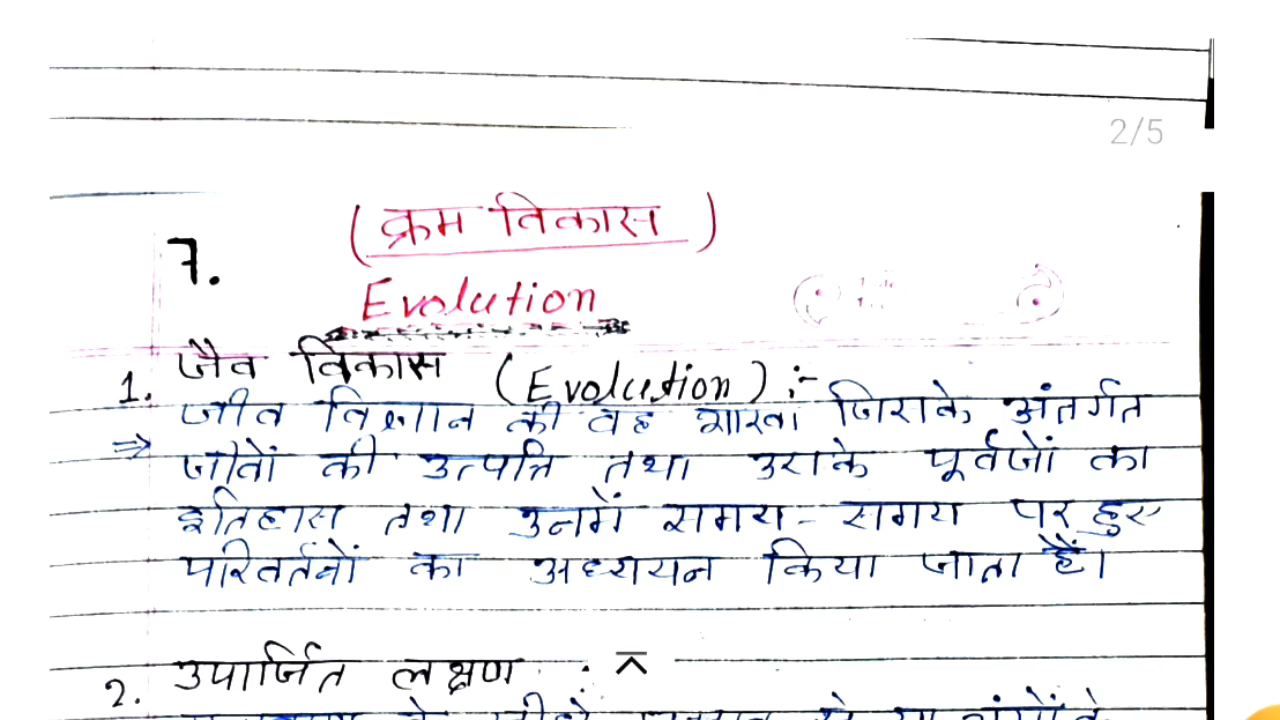 2/5
(क्रम विकास)
7.
Evolution
1. जैव विकास (Evolution) :-
⇒ जीव विज्ञान की वह शाखा जिसके अंतर्गत
जीवों की उत्पत्ति तथा उसके पूर्वजों का
इतिहास तथा उनमें समय-समय पर हुए
परिवर्तनों का अध्ययन किया जाता है।
2. उपार्जित लक्षण :-